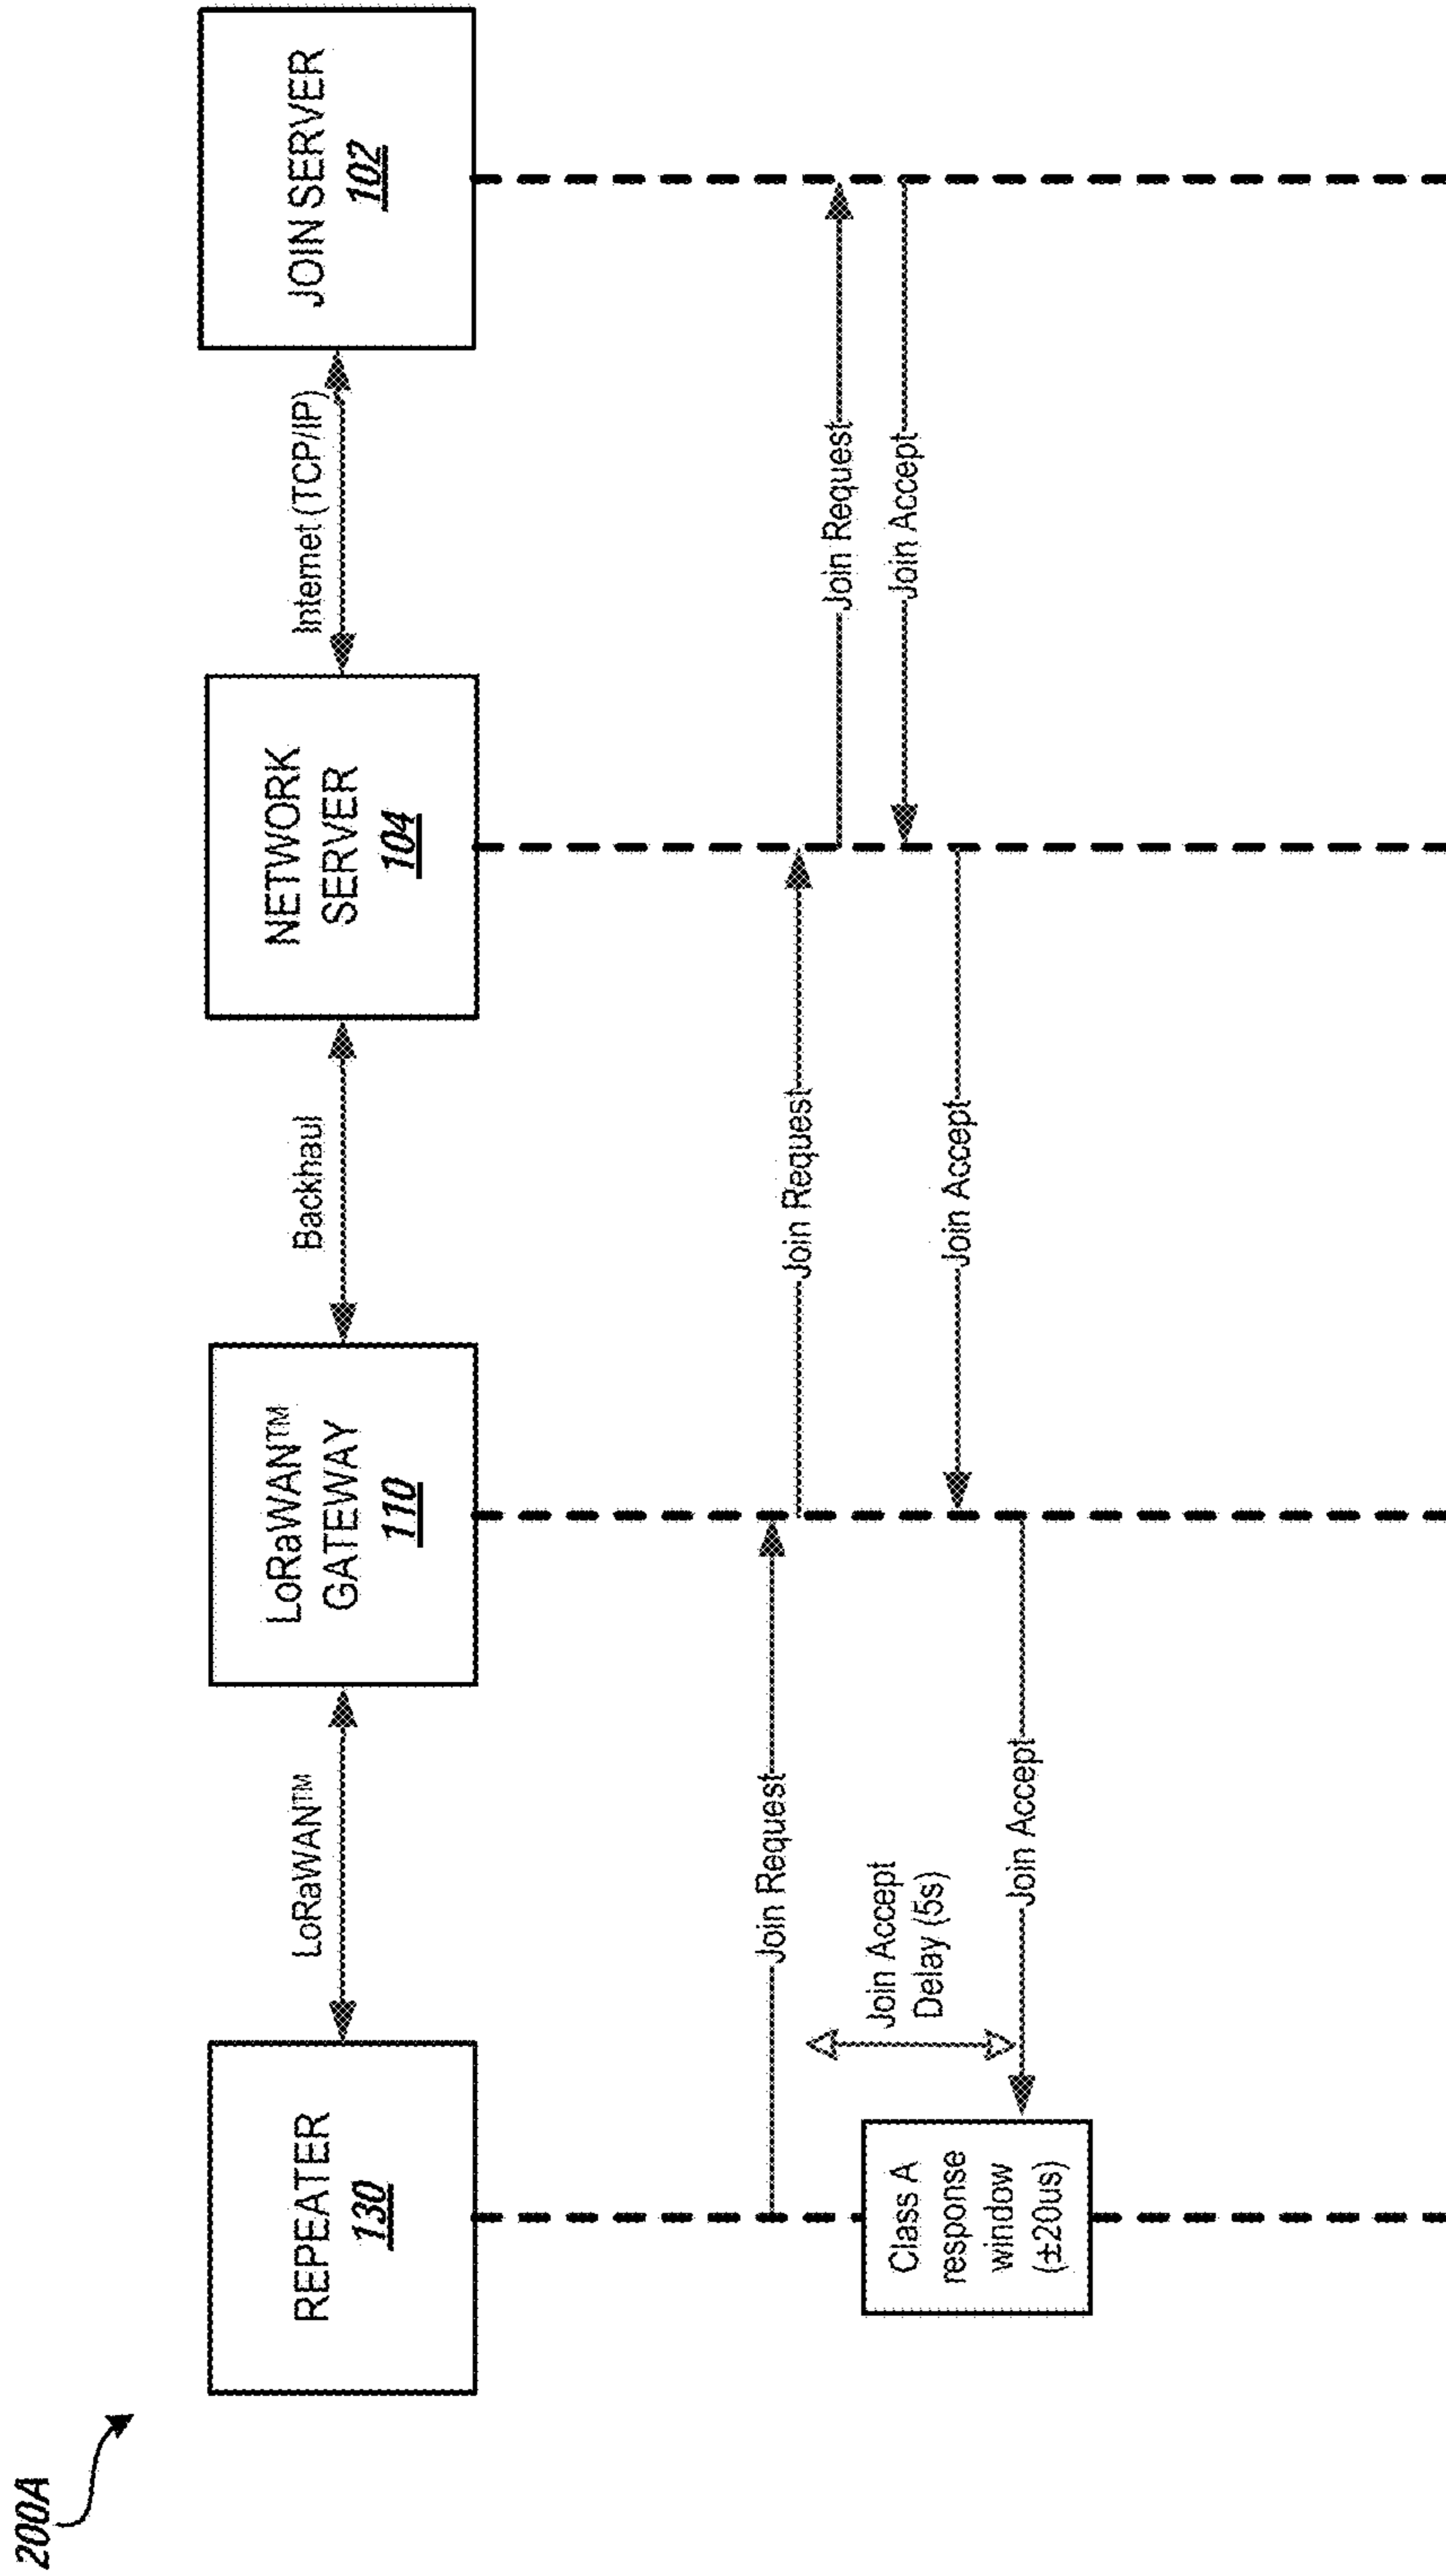 200A
REPEATER
130
LoRaWAN™
LoRaWAN™
GATEWAY
110
Backhaul
NETWORK
SERVER
104
Internet (TCP/IP)
JOIN SERVER
102
Join Request
Join Request
Join Request
Join Accept
Join Accept
Join Accept
Join Accept
Delay (5s)
Class A
response
window
(±20us)